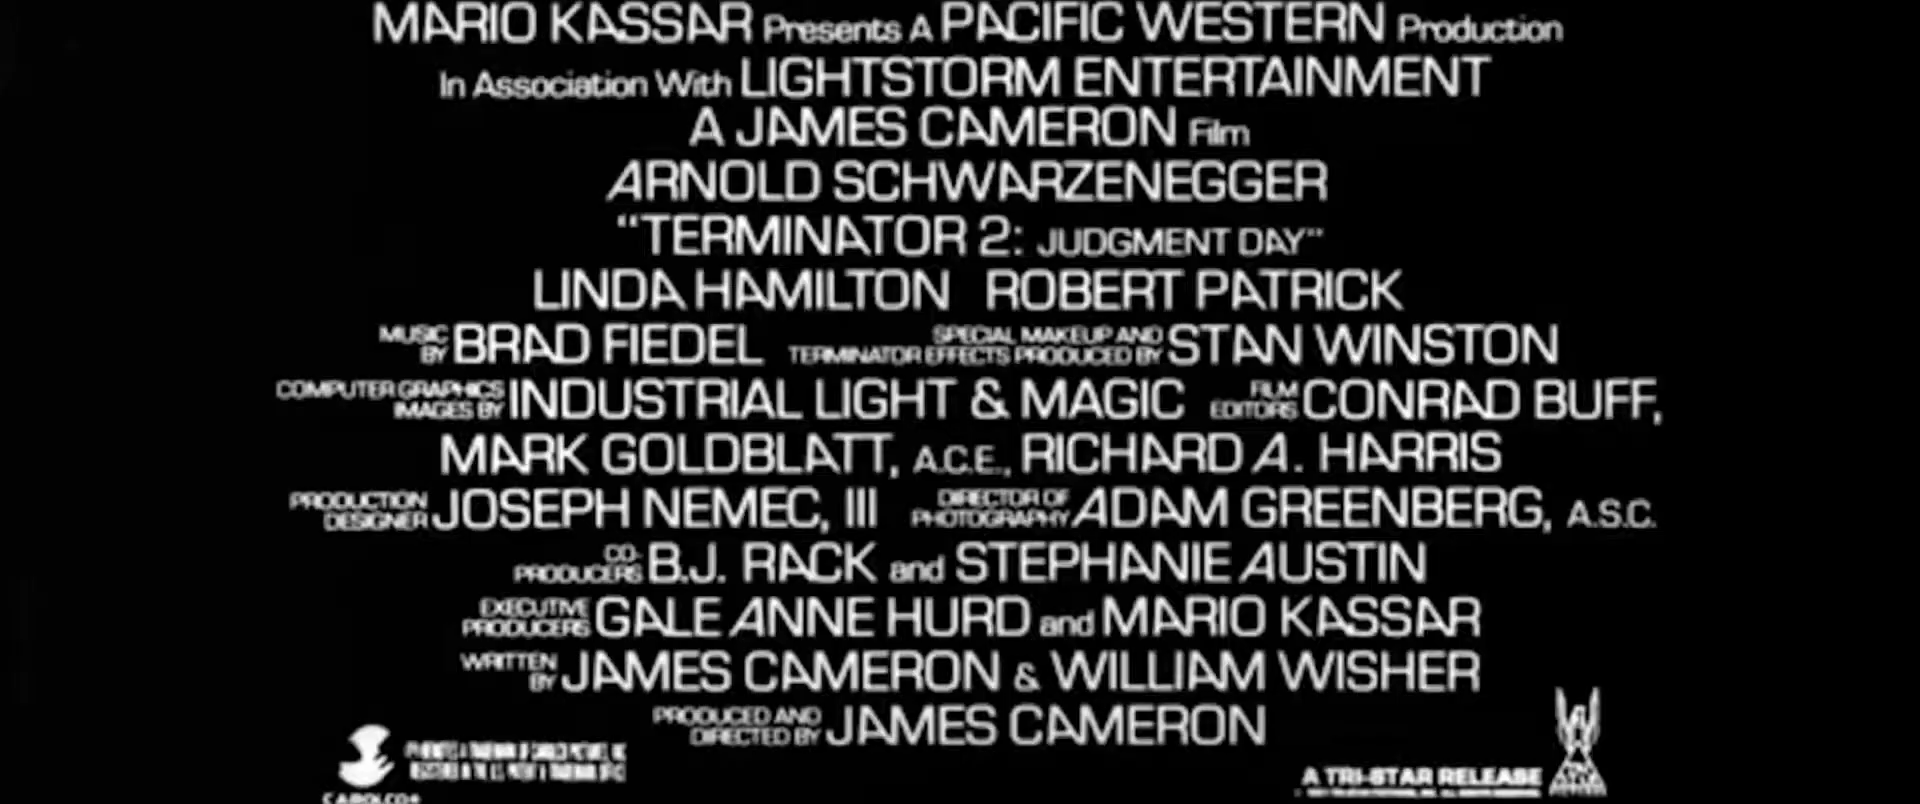 MARIO KASSAR Presents A PACIFIC WESTERN Production
In Association With LIGHTSTORM ENTERTAINMENT
A JAMES CAMERON Film
ARNOLD SCHWARZENEGGER
“TERMINATOR 2: JUDGMENT DAY”
LINDA HAMILTON ROBERT PATRICK
MUSIC BY BRAD FIEDEL SPECIAL MAKEUP AND TERMINATOR EFFECTS PRODUCED BY STAN WINSTON
COMPUTER GRAPHICS IMAGES BY INDUSTRIAL LIGHT & MAGIC FILM EDITORS CONRAD BUFF,
MARK GOLDBLATT, A.C.E., RICHARD A. HARRIS
PRODUCTION DESIGNER JOSEPH NEMEC, III DIRECTOR OF PHOTOGRAPHY ADAM GREENBERG, A.S.C.
CO-PRODUCERS B.J. RACK and STEPHANIE AUSTIN
EXECUTIVE PRODUCERS GALE ANNE HURD and MARIO KASSAR
WRITTEN BY JAMES CAMERON & WILLIAM WISHER
PRODUCED AND DIRECTED BY JAMES CAMERON
CAROLCO
A TRI-STAR RELEASE